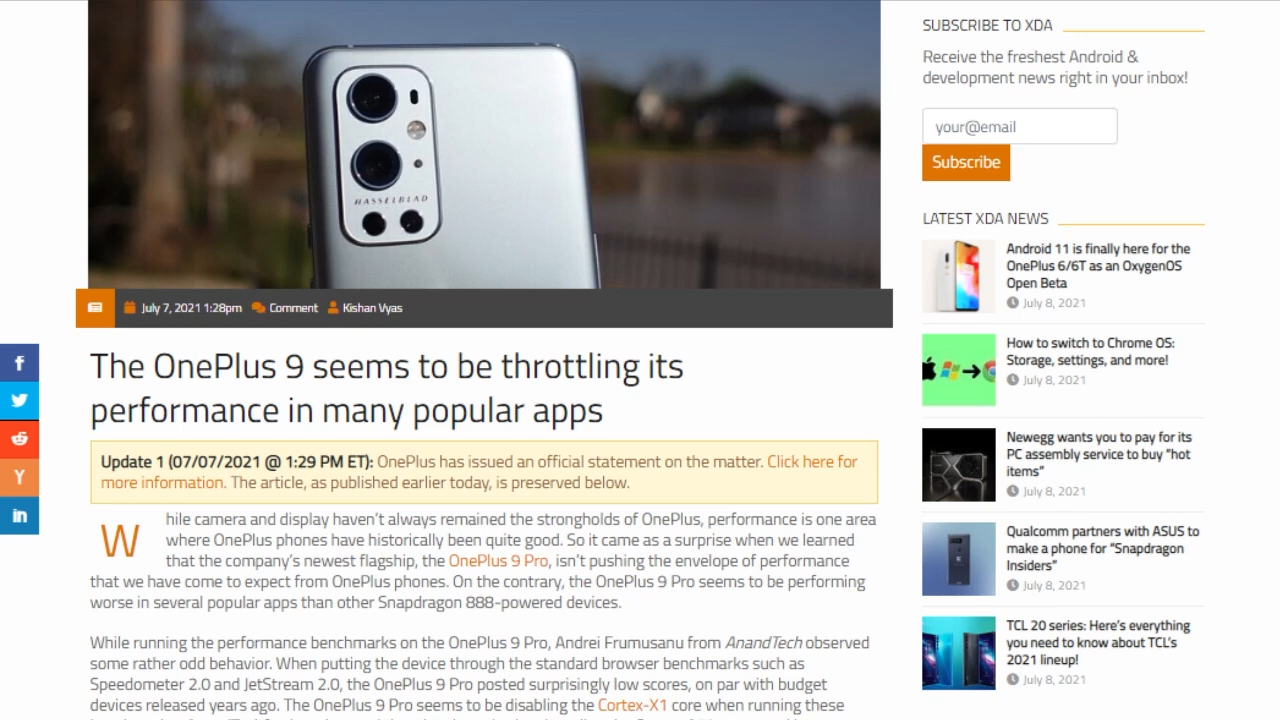 HASSELBLAD
July 7, 2021 1:28pm Comment Kishan Vyas
The OnePlus 9 seems to be throttling its
performance in many popular apps
Update 1 (07/07/2021 @ 1:29 PM ET): OnePlus has issued an official statement on the matter. Click here for
more information. The article, as published earlier today, is preserved below.
While camera and display haven't always remained the strongholds of OnePlus, performance is one area
where OnePlus phones have historically been quite good. So it came as a surprise when we learned
that the company's newest flagship, the OnePlus 9 Pro, isn't pushing the envelope of performance
that we have come to expect from OnePlus phones. On the contrary, the OnePlus 9 Pro seems to be performing
worse in several popular apps than other Snapdragon 888-powered devices.
While running the performance benchmarks on the OnePlus 9 Pro, Andrei Frumusanu from AnandTech observed
some rather odd behavior. When putting the device through the standard browser benchmarks such as
Speedometer 2.0 and JetStream 2.0, the OnePlus 9 Pro posted surprisingly low scores, on par with budget
devices released years ago. The OnePlus 9 Pro seems to be disabling the Cortex-X1 core when running these
SUBSCRIBE TO XDA
Receive the freshest Android &
development news right in your inbox!
your@email
Subscribe
LATEST XDA NEWS
Android 11 is finally here for the
OnePlus 6/6T as an OxygenOS
Open Beta
July 8, 2021
How to switch to Chrome OS:
Storage, settings, and more!
July 8, 2021
Newegg wants you to pay for its
PC assembly service to buy "hot
items"
July 8, 2021
Qualcomm partners with ASUS to
make a phone for "Snapdragon
Insiders"
July 8, 2021
TCL 20 series: Here's everything
you need to know about TCL's
2021 lineup!
July 8, 2021
f
Y
in